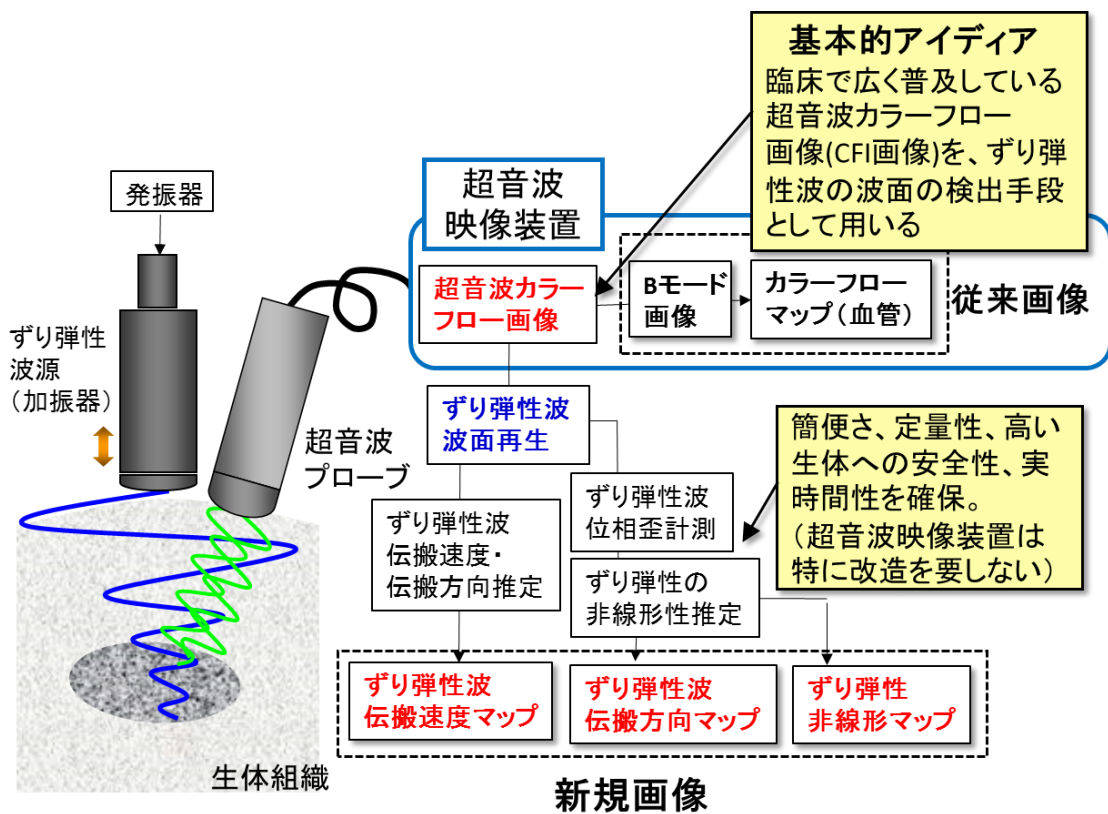 基本的アイディア
臨床で広く普及している
超音波カラーフロー
画像(CFI画像)を、ずり弾
性波の波面の検出手段
として用いる
発振器
超音波
映像装置
超音波カラー
フロー画像
Bモード
画像
カラーフロー
マップ(血管)
従来画像
ずり弾性
波源
(加振器)
超音波
プローブ
ずり弾性波
波面再生
簡便さ、定量性、高い
生体への安全性、実
時間性を確保。
(超音波映像装置は
特に改造を要しない)
ずり弾性波
伝搬速度・
伝搬方向推定
ずり弾性波
位相歪計測
ずり弾性の
非線形性推定
ずり弾性波
伝搬速度マップ
ずり弾性波
伝搬方向マップ
ずり弾性
非線形マップ
生体組織
新規画像